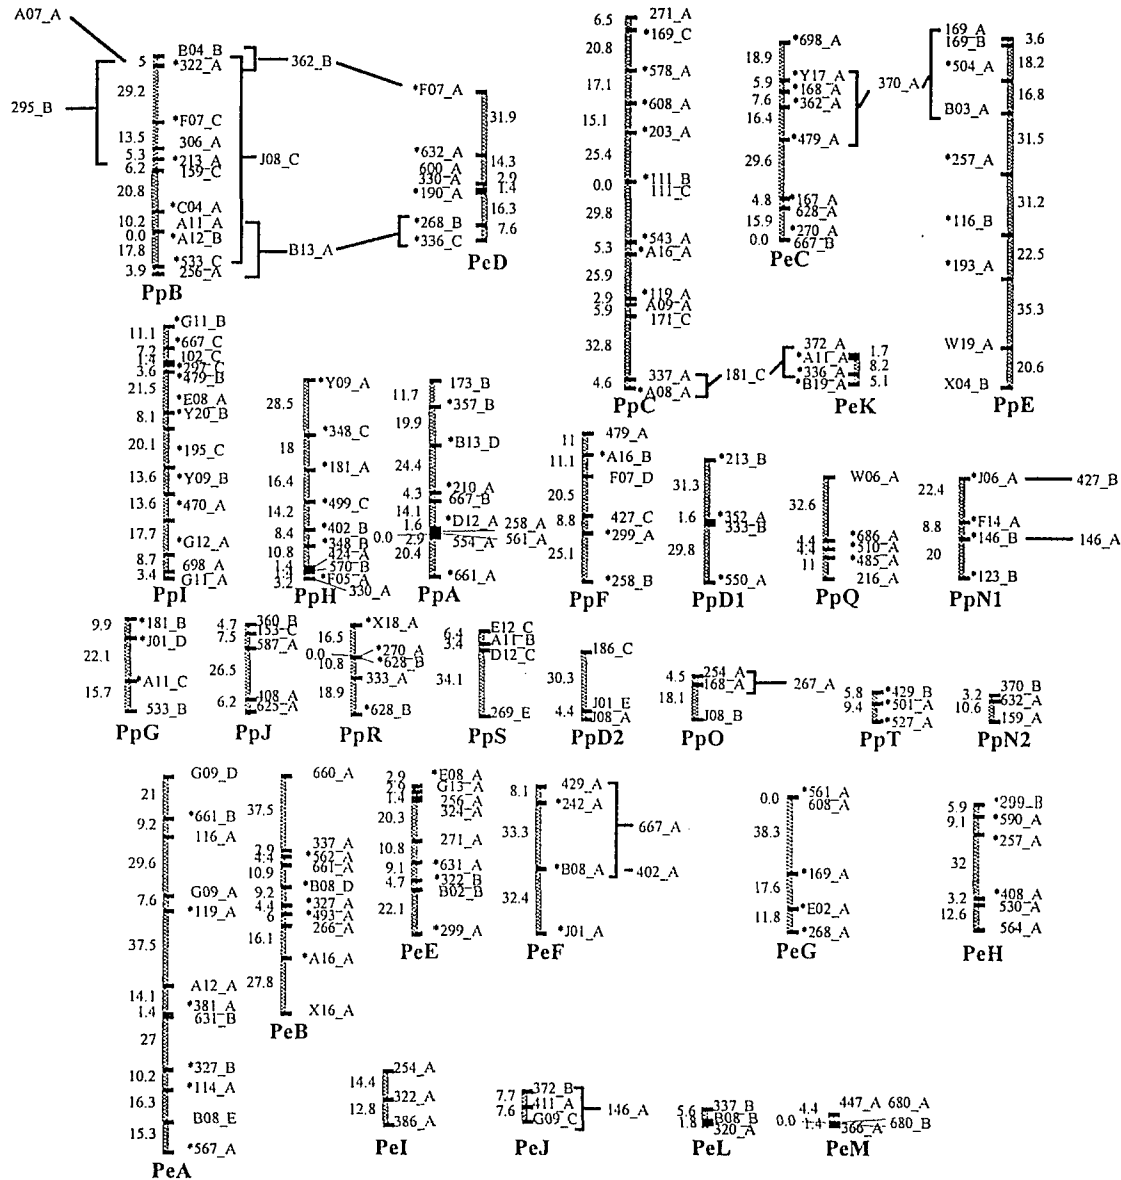 A07_A
5
29.2
13.5
5.3
6.2
20.8
10.2
0.0
17.8
3.9
B04_B
*322_A
*F07_C
306_A
*213_A
159_C
*C04_A
A11_A
*A12_B
*533_C
256_A
PpB
295_B
362_B
J08_C
B13_A
*F07_A
*632_A
600_A
330_A
*190_A
*268_B
*336_C
31.9
14.3
2.9
1.4
16.3
7.6
PeD
6.5
20.8
17.1
15.1
25.4
0.0
29.8
5.3
25.9
2.9
5.9
32.8
4.6
271_A
*169_C
*578_A
*608_A
*203_A
*111_B
111_C
*543_A
*A16_A
*119_A
A09_A
171_C
337_A
*A08_A
PpC
181_C
18.9
5.9
7.6
16.4
29.6
4.8
15.9
0.0
*698_A
*Y17_A
*168_A
*362_A
*479_A
*167_A
628_A
*270_A
667_B
PeC
370_A
372_A
*A11_A
*336_A
*B19_A
1.7
8.2
5.1
PeK
169_A
169_B
*504_A
B03_A
*257_A
*116_B
*193_A
W19_A
X04_B
3.6
18.2
16.8
31.5
31.2
22.5
35.3
20.6
PpE
11.1
7.2
1.4
3.6
21.5
8.1
20.1
13.6
13.6
17.7
8.7
3.4
*G11_B
*667_C
102_C
*297_C
*479_B
*E08_A
*Y20_B
*195_C
*Y09_B
*470_A
*G12_A
698_A
G11_A
PpI
28.5
18
16.4
14.2
8.4
10.8
1.4
3.2
*Y09_A
*348_C
*181_A
*499_C
*402_B
*348_B
424_A
570_B
*F05_A
330_A
PpH
11.7
19.9
24.4
4.3
14.1
1.6
0.0
2.9
20.4
173_B
*357_B
*B13_D
*210_A
667_B
*D12_A
258_A
554_A
561_A
*661_A
PpA
11
11.1
20.5
8.8
25.1
479_A
*A16_B
F07_D
427_C
*299_A
*258_B
PpF
31.3
1.6
29.8
*213_B
*352_A
333_B
*550_A
PpD1
32.6
4.4
4.4
11
W06_A
*686_A
*510_A
*485_A
216_A
PpQ
22.4
8.8
20
*J06_A
*F14_A
*146_B
*123_B
427_B
146_A
PpN1
9.9
22.1
15.7
*181_B
*J01_D
*A11_C
533_B
PpG
4.7
7.5
26.5
6.2
360_B
153_C
587_A
408_A
625_A
PpJ
16.5
0.0
10.8
18.9
*X18_A
*270_A
*628_B
333_A
*628_B
PpR
6.4
3.4
34.1
E12_C
A11_B
D12_C
269_E
PpS
30.3
4.4
186_C
J01_E
J08_A
PpD2
4.5
18.1
254_A
*168_A
J08_B
267_A
PpO
5.8
9.4
*429_B
*501_A
*527_A
PpT
3.2
10.6
370_B
632_A
159_A
PpN2
21
9.2
29.6
7.6
37.5
14.1
1.4
27
10.2
16.3
15.3
G09_D
*661_B
116_A
G09_A
*119_A
A12_A
*381_A
631_B
*327_B
*114_A
B08_E
*567_A
PeA
37.5
2.9
4.4
10.9
9.2
4.4
6
16.1
27.8
660_A
337_A
*562_A
661_A
*B08_D
*327_A
*493_A
266_A
*A16_A
X16_A
PeB
2.9
2.9
1.4
20.3
10.8
9.1
4.7
22.1
*E08_A
G13_A
256_A
324_A
271_A
*631_A
*322_B
B02_B
*299_A
PeE
8.1
33.3
32.4
429_A
*242_A
*B08_A
*J01_A
667_A
402_A
PeF
0.0
38.3
17.6
11.8
*561_A
608_A
*169_A
*E02_A
*268_A
PeG
5.9
9.1
32
3.2
12.6
*299_B
*590_A
*257_A
*408_A
530_A
564_A
PeH
14.4
12.8
254_A
322_A
386_A
PeI
7.7
7.6
372_B
411_A
G09_C
146_A
PeJ
5.6
1.8
337_B
B08_B
320_A
PeL
4.4
0.0
1.4
447_A
680_A
366_A
680_B
PeM